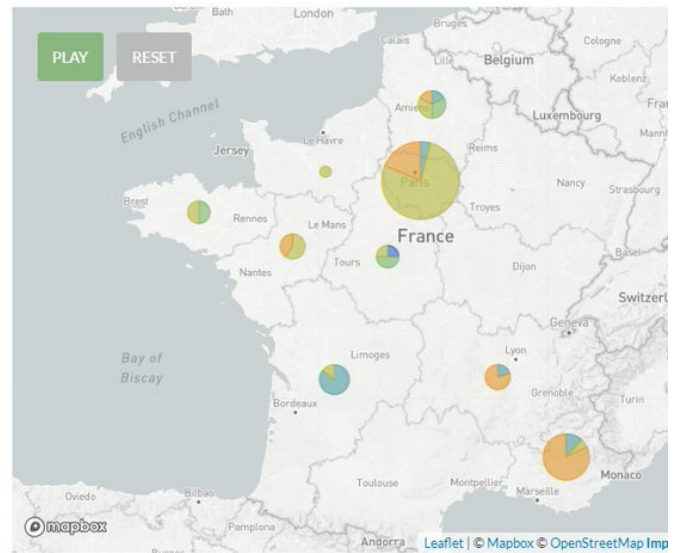 Bath
London
Bruges
Cologne
PLAY
RESET
Calais
Lille
Belgium
Koblenz
Amiens
English Channel
Luxembourg
Le Havre
Jersey
Reims
Paris
Nancy
Strasbourg
Brest
Rennes
Le Mans
Troyes
France
Basel
Nantes
Tours
Dijon
Switzerl
Geneva
Bay of
Biscay
Limoges
Lyon
Grenoble
Turin
Bordeaux
Toulouse
Montpellier
Marseille
Monaco
Oviedo
Bilbao
Pamplona
mapbox
Andorra
Leaflet | © Mapbox © OpenStreetMap Imp